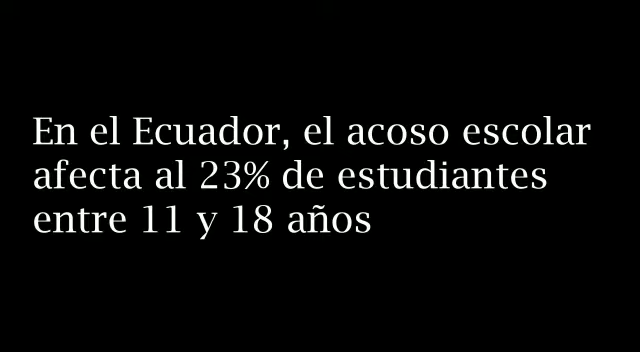 En el Ecuador, el acoso escolar
afecta al 23% de estudiantes
entre 11 y 18 años